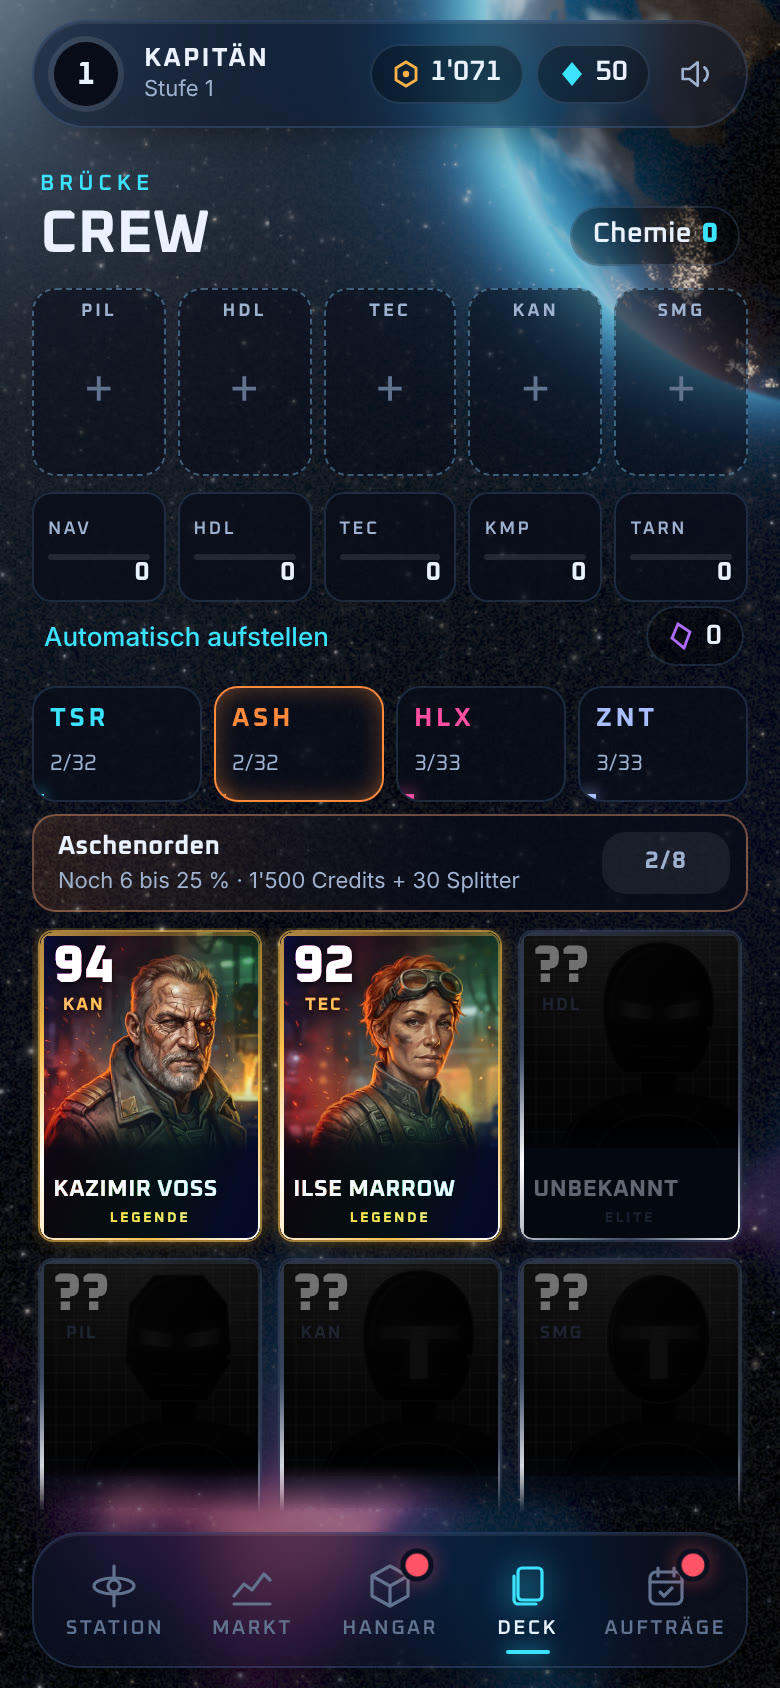 1
KAPITÄN
Stufe 1
1'071
50
BRÜCKE
CREW
Chemie 0
PIL
HDL
TEC
KAN
SMG
+
+
+
+
+
NAV
HDL
TEC
KMP
TARN
0
0
0
0
0
Automatisch aufstellen
0
TSR
ASH
HLX
ZNT
2/32
2/32
3/33
3/33
Aschenorden
Noch 6 bis 25 % · 1'500 Credits + 30 Splitter
2/8
94
KAN
KAZIMIR VOSS
LEGENDE
92
TEC
ILSE MARROW
LEGENDE
??
HDL
UNBEKANNT
ELITE
??
PIL
??
KAN
??
SMG
STATION
MARKT
HANGAR
DECK
AUFTRÄGE